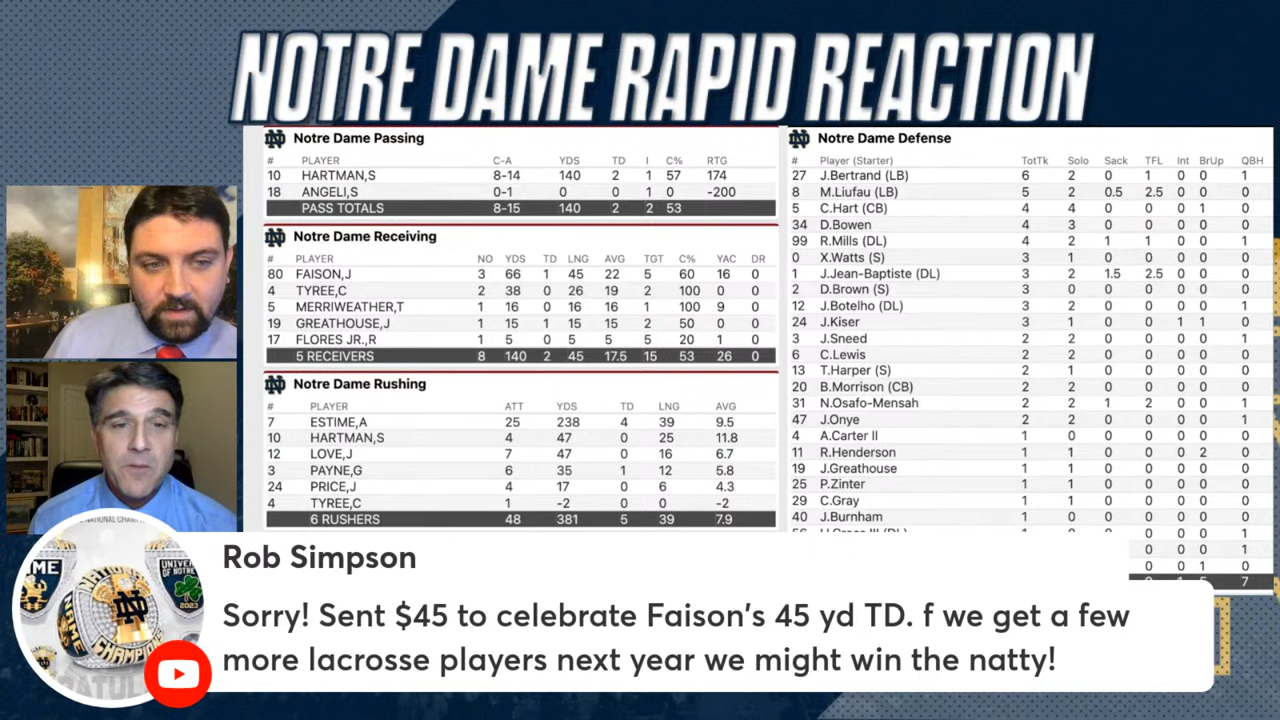 NOTRE DAME RAPID REACTION
Notre Dame Passing
# PLAYER C-A YDS TD I C% RTG
10 HARTMAN,S 8-14 140 2 1 57 174
18 ANGELI,S 0-1 0 0 1 0 -200
PASS TOTALS 8-15 140 2 2 53
Notre Dame Receiving
# PLAYER NO YDS TD LNG AVG TGT C% YAC DR
80 FAISON,J 3 66 1 45 22 5 60 16 0
4 TYREE,C 2 38 0 26 19 2 100 0 0
5 MERRIWEATHER,T 1 16 0 16 16 1 100 9 0
19 GREATHOUSE,J 1 15 1 15 15 2 50 0 0
17 FLORES JR.,R 1 5 0 5 5 5 20 1 0
5 RECEIVERS 8 140 2 45 17.5 15 53 26 0
Notre Dame Rushing
# PLAYER ATT YDS TD LNG AVG
7 ESTIME,A 25 238 4 39 9.5
10 HARTMAN,S 4 47 0 25 11.8
12 LOVE,J 7 47 0 16 6.7
3 PAYNE,G 6 35 1 12 5.8
24 PRICE,J 4 17 0 6 4.3
4 TYREE,C 1 -2 0 0 -2
6 RUSHERS 48 381 5 39 7.9
Notre Dame Defense
# Player (Starter) TotTk Solo Sack TFL Int BrUp QBH
27 J.Bertrand (LB) 6 2 0 1 0 0 1
8 M.Liufau (LB) 5 2 0.5 2.5 0 0 0
5 C.Hart (CB) 4 4 0 0 0 1 0
34 D.Bowen 4 3 0 0 0 0 0
99 R.Mills (DL) 4 2 1 1 0 0 1
0 X.Watts (S) 3 1 0 0 0 0 0
1 J.Jean-Baptiste (DL) 3 2 1.5 2.5 0 0 0
2 D.Brown (S) 3 0 0 0 0 0 0
12 J.Botelho (DL) 3 2 0 0 0 0 1
24 J.Kiser 3 1 0 0 1 1 0
3 J.Sneed 2 2 0 0 0 0 1
6 C.Lewis 2 2 0 0 0 0 0
13 T.Harper (S) 2 1 0 0 0 0 0
20 B.Morrison (CB) 2 2 0 0 0 0 0
31 N.Osafo-Mensah 2 2 1 2 0 0 1
47 J.Onye 2 2 0 0 0 0 1
4 A.Carter II 1 0 0 0 0 0 0
11 R.Henderson 1 1 0 0 0 2 0
19 J.Greathouse 1 1 0 0 0 0 0
25 P.Zinter 1 1 0 0 0 0 0
29 C.Gray 1 1 0 0 0 0 0
40 J.Burnham 1 0 0 0 0 0 0
0 0 0 1
0 0 0 1
0 0 1 0
7
Rob Simpson
Sorry! Sent $45 to celebrate Faison's 45 yd TD. f we get a few
more lacrosse players next year we might win the natty!